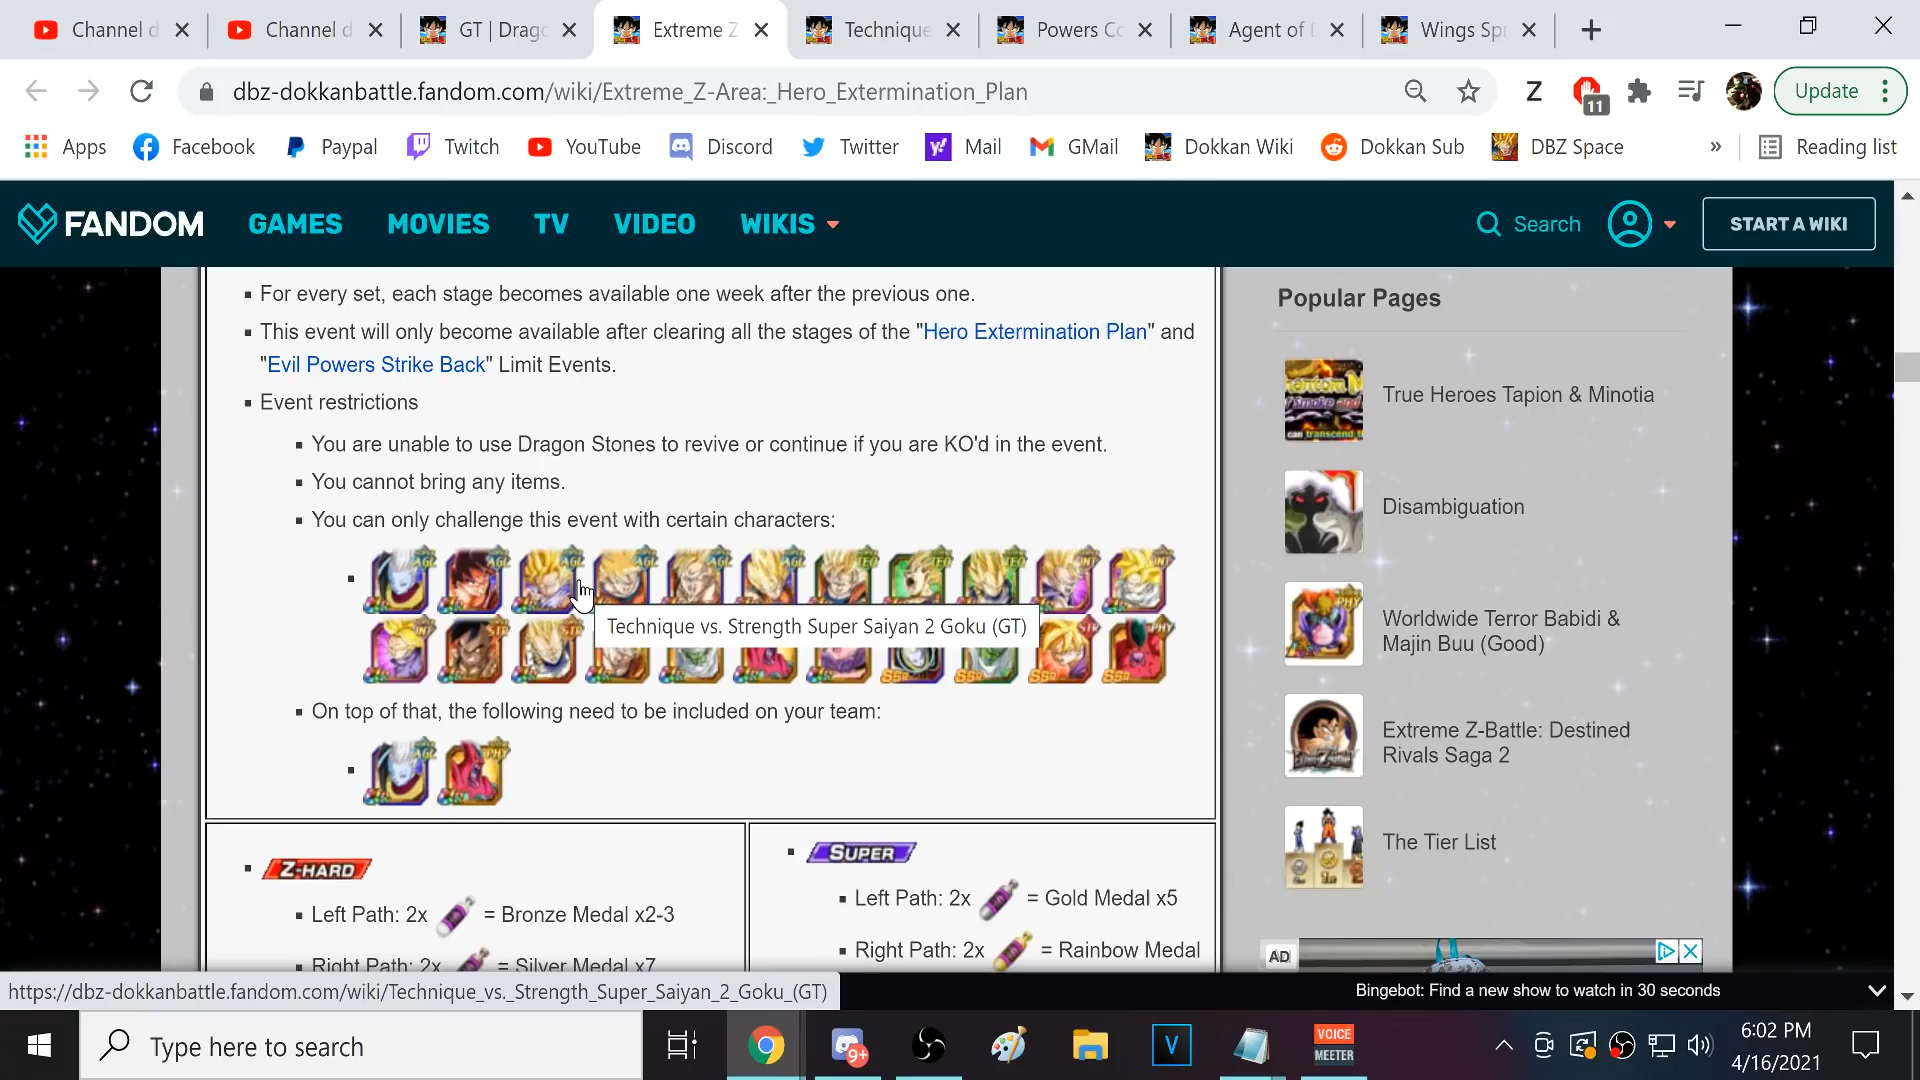 Channel d
Channel d
GT | Drago
Extreme Z
Technique
Powers Co
Agent of D
Wings Spr
dbz-dokkanbattle.fandom.com/wiki/Extreme_Z-Area:_Hero_Extermination_Plan
Z
11
Update
Apps
Facebook
Paypal
Twitch
YouTube
Discord
Twitter
Mail
GMail
Dokkan Wiki
Dokkan Sub
DBZ Space
»
Reading list
FANDOM
GAMES
MOVIES
TV
VIDEO
WIKIS
Search
START A WIKI
For every set, each stage becomes available one week after the previous one.
This event will only become available after clearing all the stages of the "Hero Extermination Plan" and
"Evil Powers Strike Back" Limit Events.
Event restrictions
You are unable to use Dragon Stones to revive or continue if you are KO'd in the event.
You cannot bring any items.
You can only challenge this event with certain characters:
Technique vs. Strength Super Saiyan 2 Goku (GT)
On top of that, the following need to be included on your team:
Z-HARD
Left Path: 2x = Bronze Medal x2-3
Right Path: 2x = Silver Medal x7
SUPER
Left Path: 2x = Gold Medal x5
Right Path: 2x = Rainbow Medal
Popular Pages
True Heroes Tapion & Minotia
Disambiguation
Worldwide Terror Babidi &
Majin Buu (Good)
Extreme Z-Battle: Destined
Rivals Saga 2
The Tier List
AD
Bingebot: Find a new show to watch in 30 seconds
https://dbz-dokkanbattle.fandom.com/wiki/Technique_vs._Strength_Super_Saiyan_2_Goku_(GT)
Type here to search
9+
V
VOICE
MEETER
6:02 PM
4/16/2021